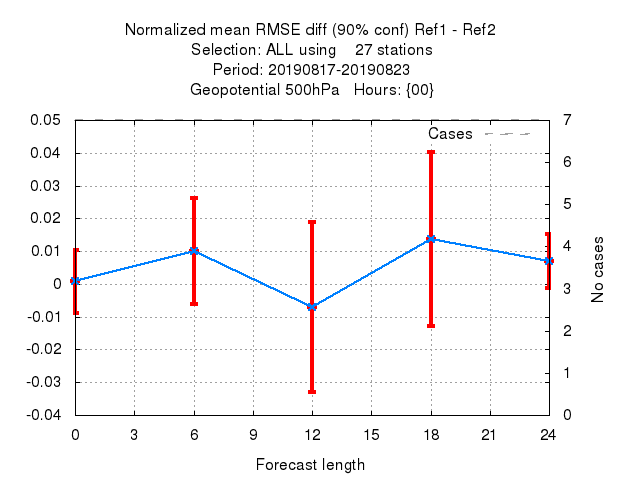 Normalized mean RMSE diff (90% conf) Ref1 - Ref2
Selection: ALL using    27 stations
Period: 20190817-20190823
Geopotential 500hPa   Hours: {00}
Cases
0.05
0.04
0.03
0.02
0.01
0
-0.01
-0.02
-0.03
-0.04
7
6
5
4
3
2
1
0
No cases
0 3 6 9 12 15 18 21 24
Forecast length